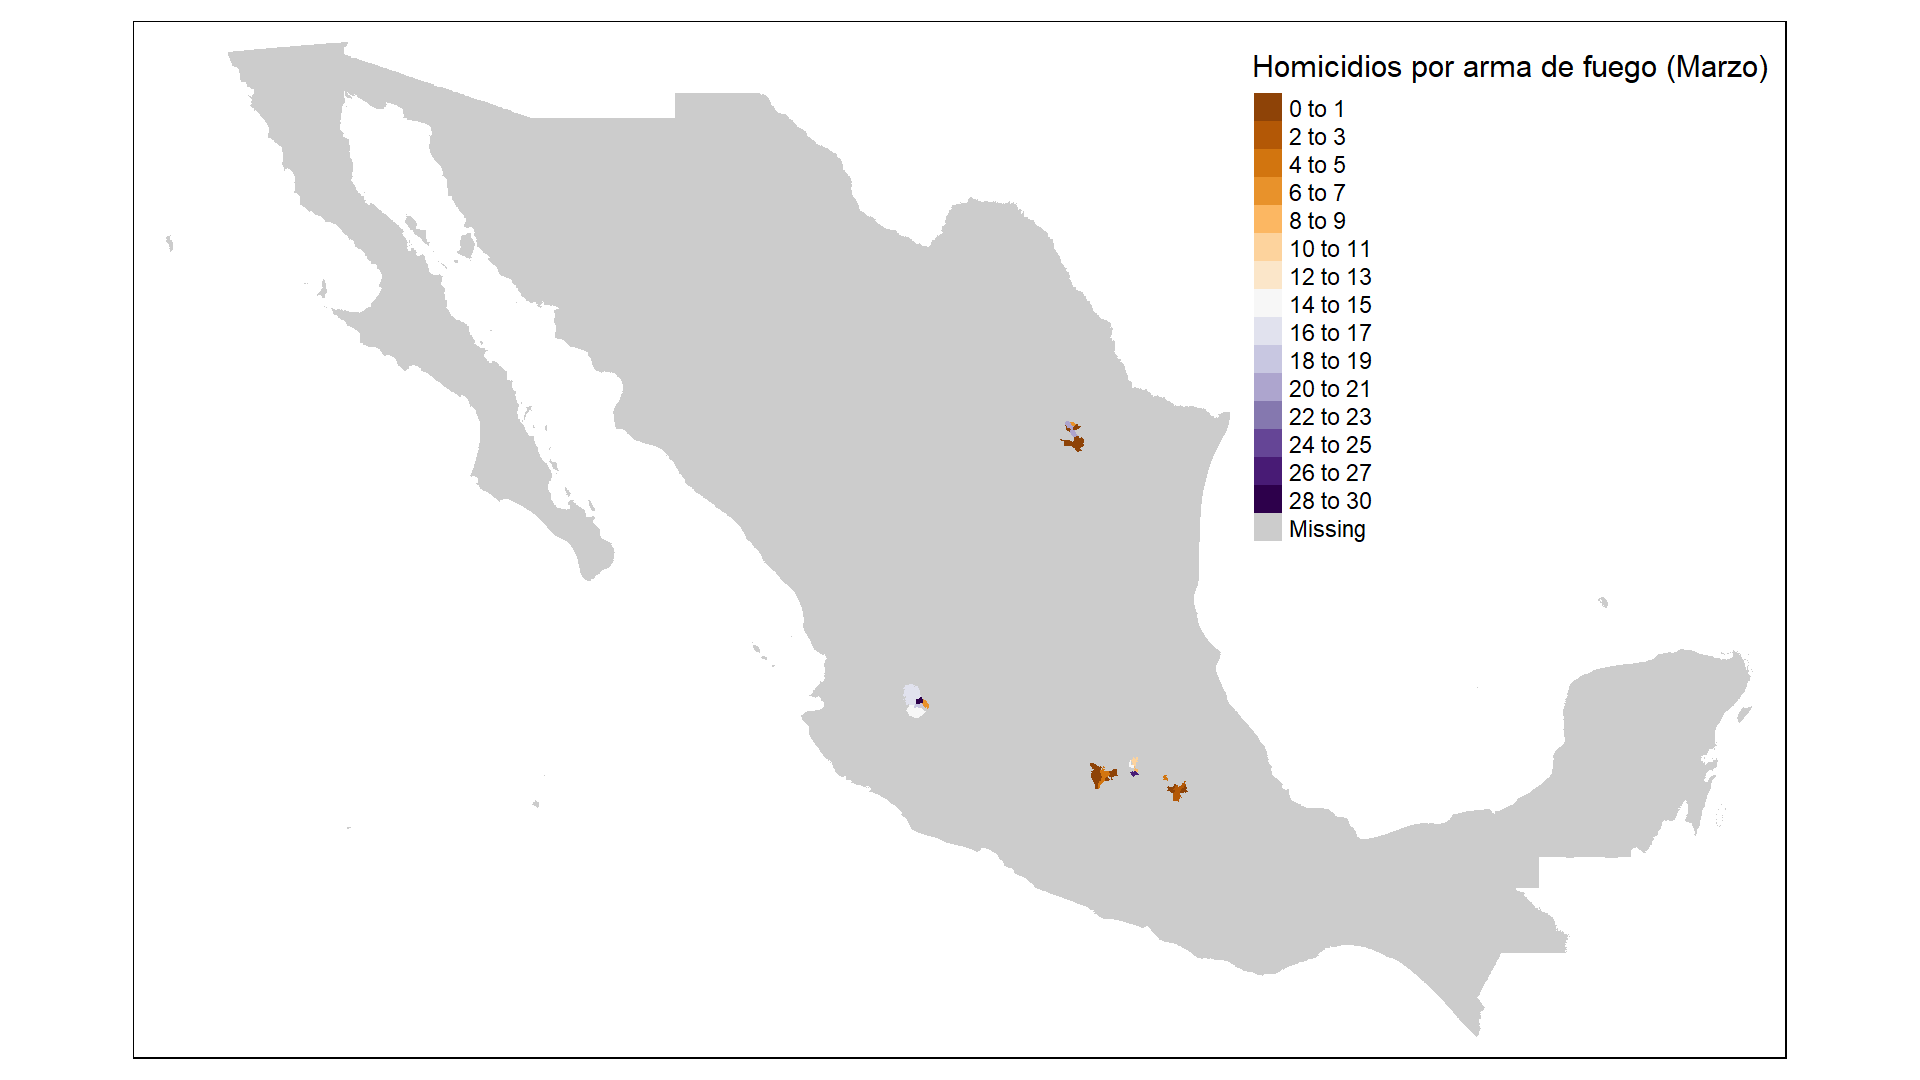 Homicidios por arma de fuego (Marzo)
0 to 1
2 to 3
4 to 5
6 to 7
8 to 9
10 to 11
12 to 13
14 to 15
16 to 17
18 to 19
20 to 21
22 to 23
24 to 25
26 to 27
28 to 30
Missing